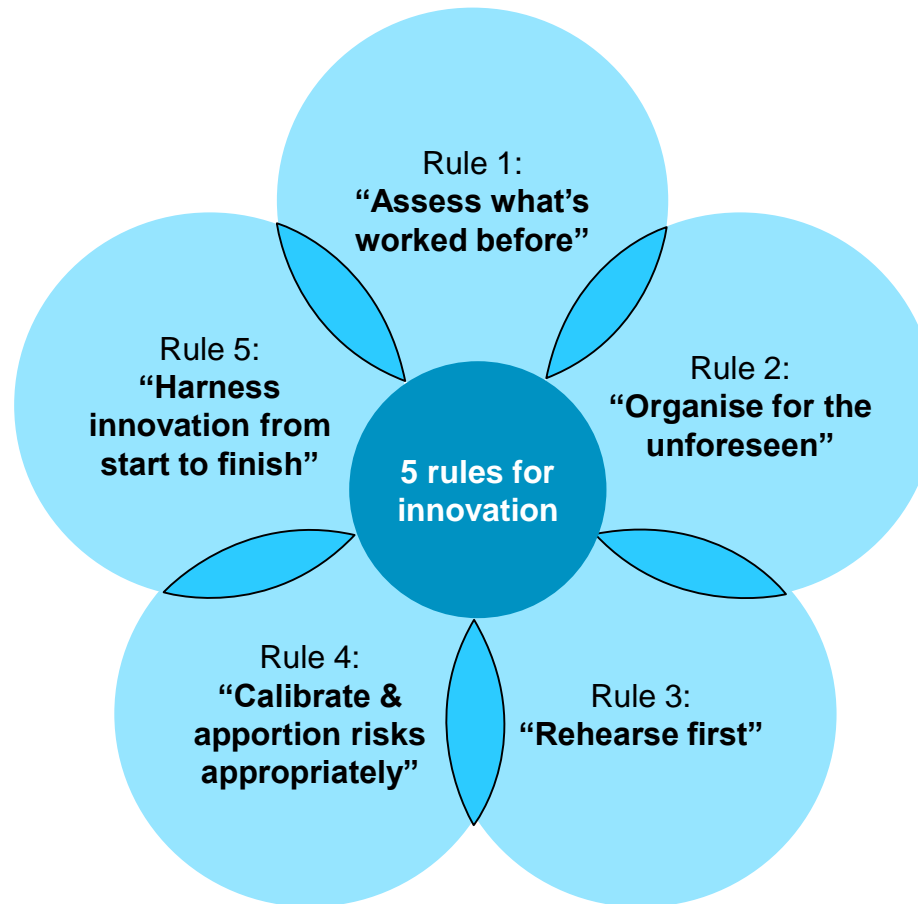 Rule 1:
“Assess what’s
worked before”
Rule 2:
“Organise for the
unforeseen”
Rule 3:
“Rehearse first”
Rule 4:
“Calibrate &
apportion risks
appropriately”
Rule 5:
“Harness
innovation from
start to finish”
5 rules for
innovation